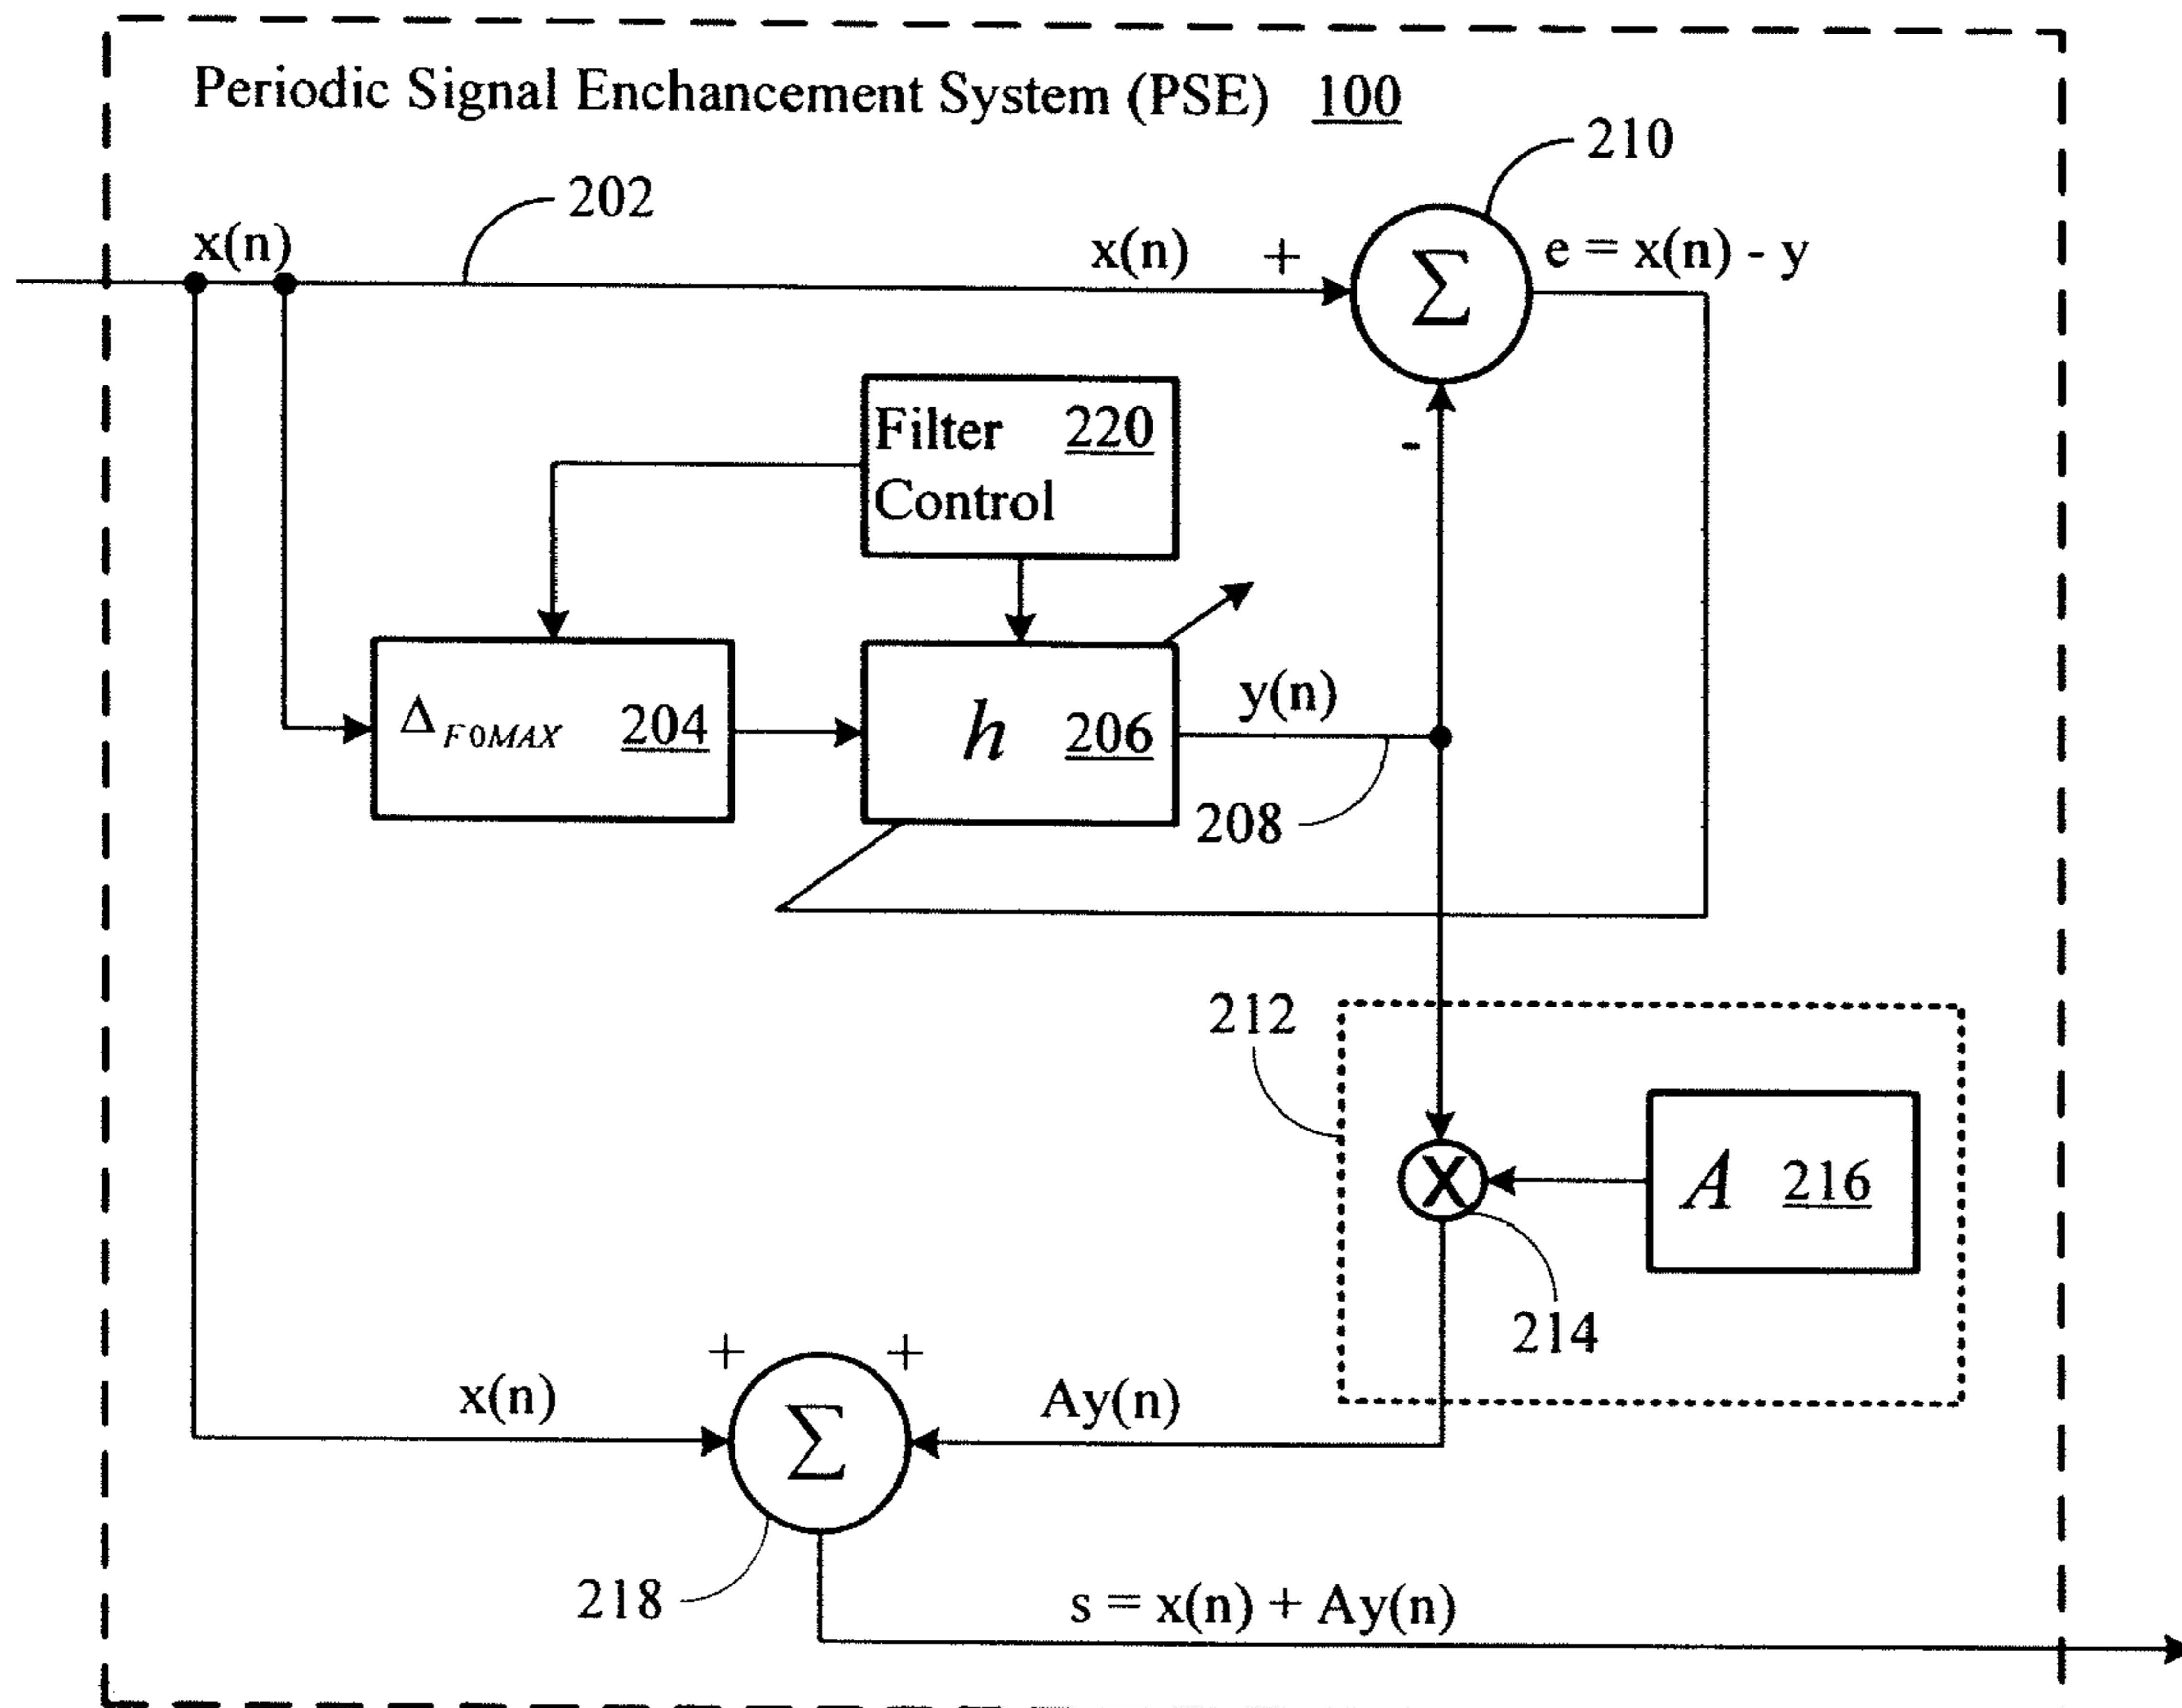 Periodic Signal Enchancement System (PSE) 100
210
202
x(n)
x(n) +
e = x(n) - y
Σ
Filter 220
Control
-
Δ F0MAX 204
h 206
y(n)
208
212
X
A 216
214
+ +
x(n)
Σ
Ay(n)
218
s = x(n) + Ay(n)